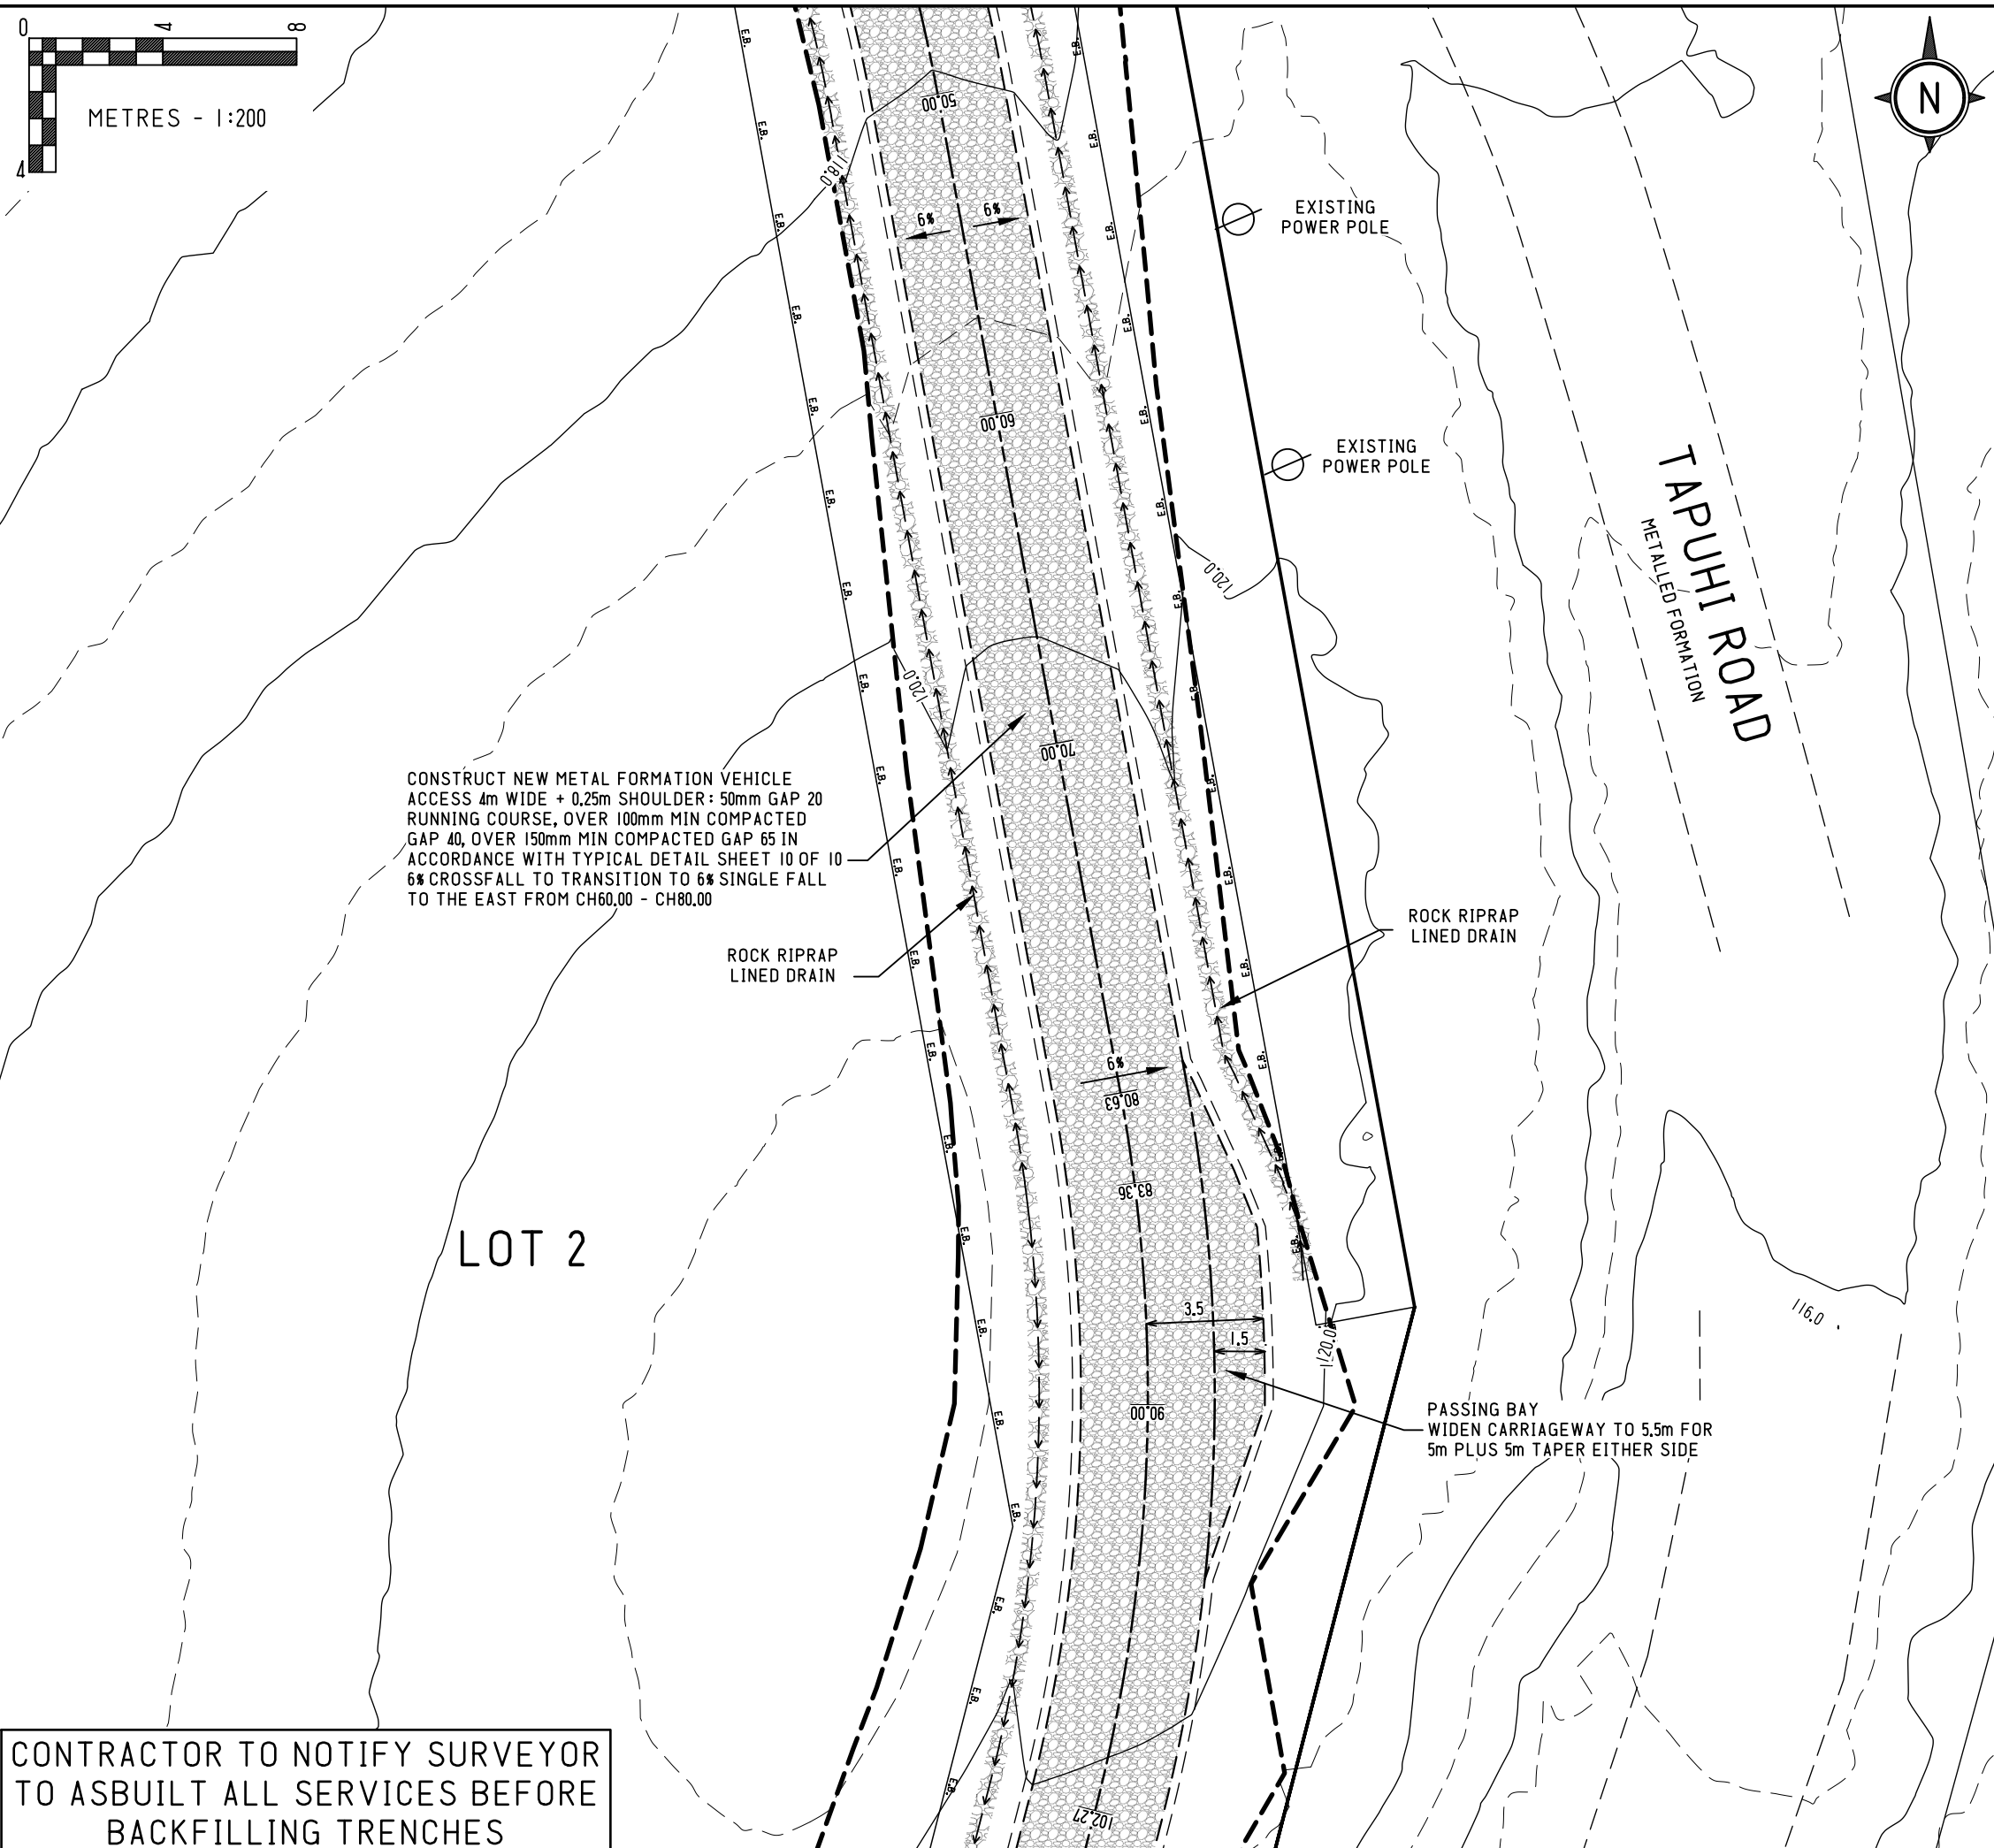 0
4
8
4
METRES - 1:200
N
E.B.
E.B.
E.B.
50.00
118.0
6%
6%
EXISTING
POWER POLE
60.00
EXISTING
POWER POLE
TAPUHI ROAD
METALLED FORMATION
120.0
120.0
70.00
CONSTRUCT NEW METAL FORMATION VEHICLE
ACCESS 4m WIDE + 0.25m SHOULDER: 50mm GAP 20
RUNNING COURSE, OVER 100mm MIN COMPACTED
GAP 40, OVER 150mm MIN COMPACTED GAP 65 IN
ACCORDANCE WITH TYPICAL DETAIL SHEET 10 OF 10
6% CROSSFALL TO TRANSITION TO 6% SINGLE FALL
TO THE EAST FROM CH60.00 - CH80.00
ROCK RIPRAP
LINED DRAIN
ROCK RIPRAP
LINED DRAIN
6%
80.63
83.36
LOT 2
3.5
1.5
120.0
116.0
90.00
PASSING BAY
WIDEN CARRIAGEWAY TO 5.5m FOR
5m PLUS 5m TAPER EITHER SIDE
102.27
CONTRACTOR TO NOTIFY SURVEYOR
TO ASBUILT ALL SERVICES BEFORE
BACKFILLING TRENCHES